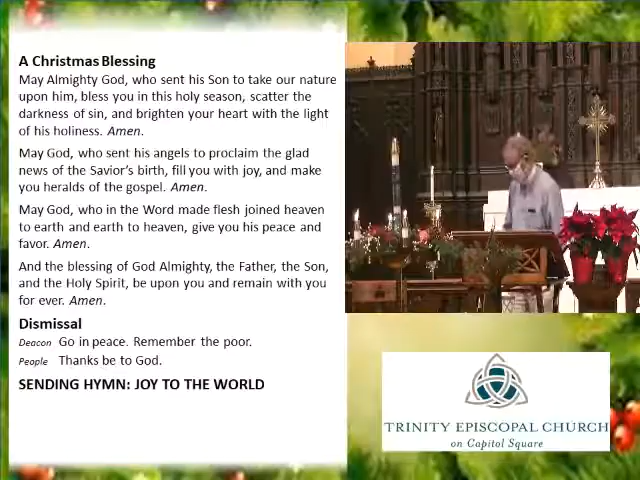 A Christmas Blessing
May Almighty God, who sent his Son to take our nature
upon him, bless you in this holy season, scatter the
darkness of sin, and brighten your heart with the light
of his holiness. Amen.
May God, who sent his angels to proclaim the glad
news of the Savior's birth, fill you with joy, and make
you heralds of the gospel. Amen.
May God, who in the Word made flesh joined heaven
to earth and earth to heaven, give you his peace and
favor. Amen.
And the blessing of God Almighty, the Father, the Son,
and the Holy Spirit, be upon you and remain with you
for ever. Amen.
Dismissal
Deacon Go in peace. Remember the poor.
People Thanks be to God.
SENDING HYMN: JOY TO THE WORLD
TRINITY EPISCOPAL CHURCH
on Capitol Square